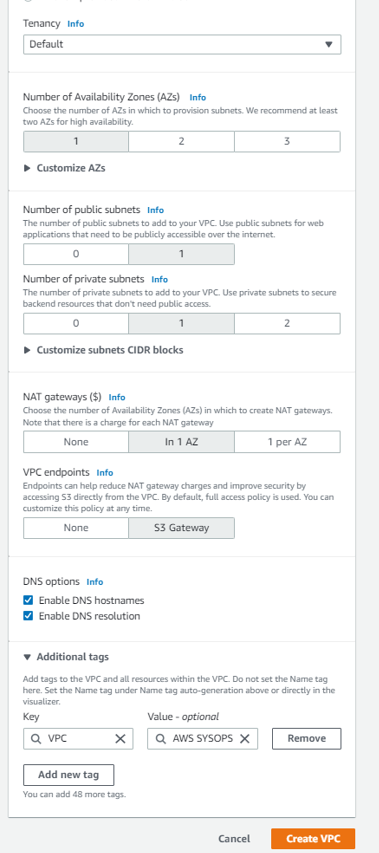 Tenancy Info
Default
Number of Availability Zones (AZs) Info
Choose the number of AZs in which to provision subnets. We recommend at least
two AZs for high availability.
1 2 3
Customize AZs
Number of public subnets Info
The number of public subnets to add to your VPC. Use public subnets for web
applications that need to be publicly accessible over the internet.
0 1
Number of private subnets Info
The number of private subnets to add to your VPC. Use private subnets to secure
backend resources that don't need public access.
0 1 2
Customize subnets CIDR blocks
NAT gateways ($) Info
Choose the number of Availability Zones (AZs) in which to create NAT gateways.
Note that there is a charge for each NAT gateway
None In 1 AZ 1 per AZ
VPC endpoints Info
Endpoints can help reduce NAT gateway charges and improve security by
accessing S3 directly from the VPC. By default, full access policy is used. You can
customize this policy at any time.
None S3 Gateway
DNS options Info
Enable DNS hostnames
Enable DNS resolution
Additional tags
Add tags to the VPC and all resources within the VPC. Do not set the Name tag
here. Set the Name tag under Name tag auto-generation above or directly in the
visualizer.
Key Value - optional
VPC AWS SYSOPS Remove
Add new tag
You can add 48 more tags.
Cancel Create VPC